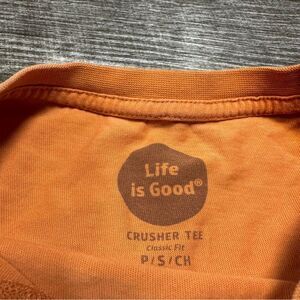 Life
is Good®
CRUSHER TEE
Classic Fit
P/S/CH